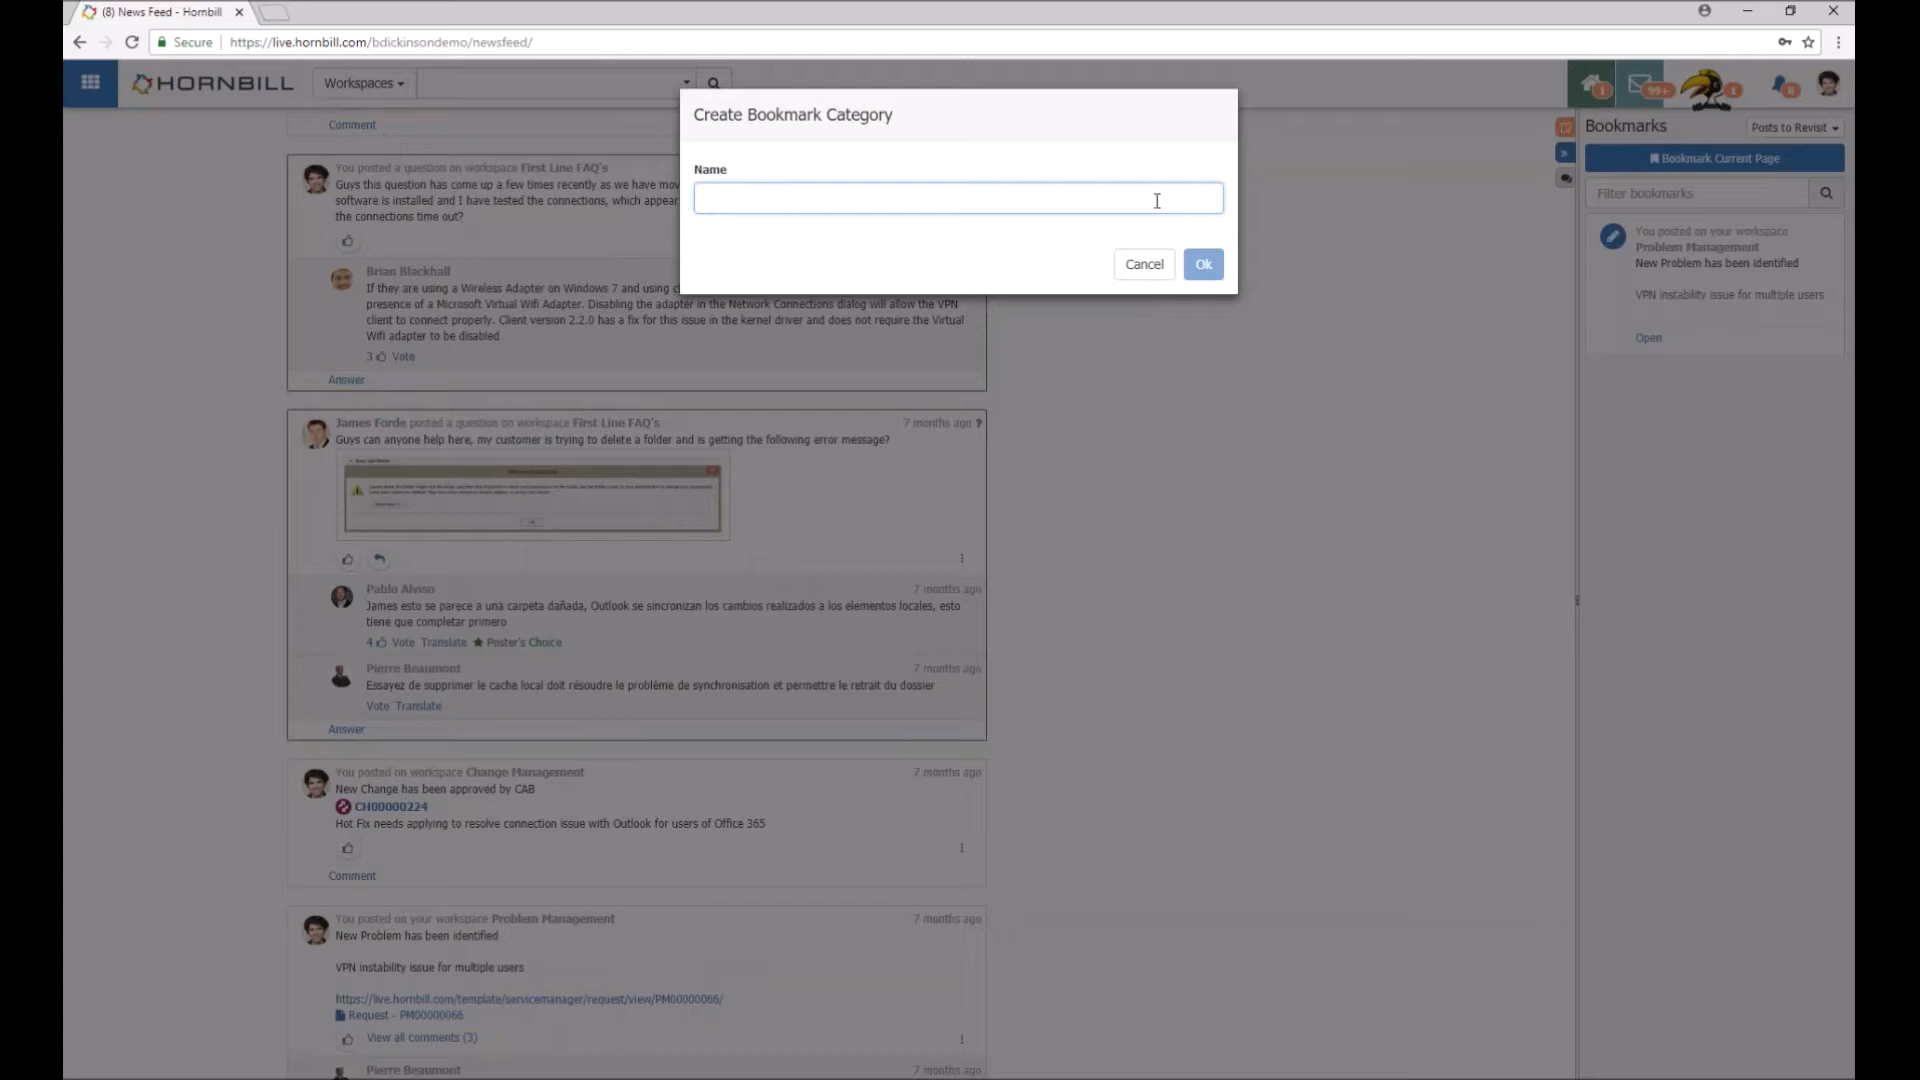 (8) News Feed - Hornbill
Secure
https://live.hornbill.com/bdickinsondemo/newsfeed/
HORNBILL
Workspaces
1
99+
1
8
Create Bookmark Category
Name
Cancel
Ok
Bookmarks
Posts to Revisit
Bookmark Current Page
Filter bookmarks
You posted on your workspace
Problem Management
New Problem has been identified
VPN instability issue for multiple users
Open
Comment
You posted a question on workspace First Line FAQ's
Guys this question has come up a few times recently as we have mov
software is installed and I have tested the connections, which appear
the connections time out?
Brian Blackhall
If they are using a Wireless Adapter on Windows 7 and using c
presence of a Microsoft Virtual Wifi Adapter. Disabling the adapter in the Network Connections dialog will allow the VPN
client to connect properly. Client version 2.2.0 has a fix for this issue in the kernel driver and does not require the Virtual
Wifi adapter to be disabled
3 Vote
Answer
James Forde posted a question on workspace First Line FAQ's
7 months ago ?
Guys can anyone help here, my customer is trying to delete a folder and is getting the following error message?
Pablo Alviso
7 months ago
James esto se parece a una carpeta dañada, Outlook se sincronizan los cambios realizados a los elementos locales, esto
tiene que completar primero
4 Vote Translate ★ Poster's Choice
Pierre Beaumont
7 months ago
Essayez de supprimer le cache local doit résoudre le problème de synchronisation et permettre le retrait du dossier
Vote Translate
Answer
You posted on workspace Change Management
7 months ago
New Change has been approved by CAB
CH00000224
Hot Fix needs applying to resolve connection issue with Outlook for users of Office 365
Comment
You posted on your workspace Problem Management
7 months ago
New Problem has been identified
VPN instability issue for multiple users
https://live.hornbill.com/template/servicemanager/request/view/PM00000066/
Request - PM00000066
View all comments (3)
Pierre Beaumont
7 months ago